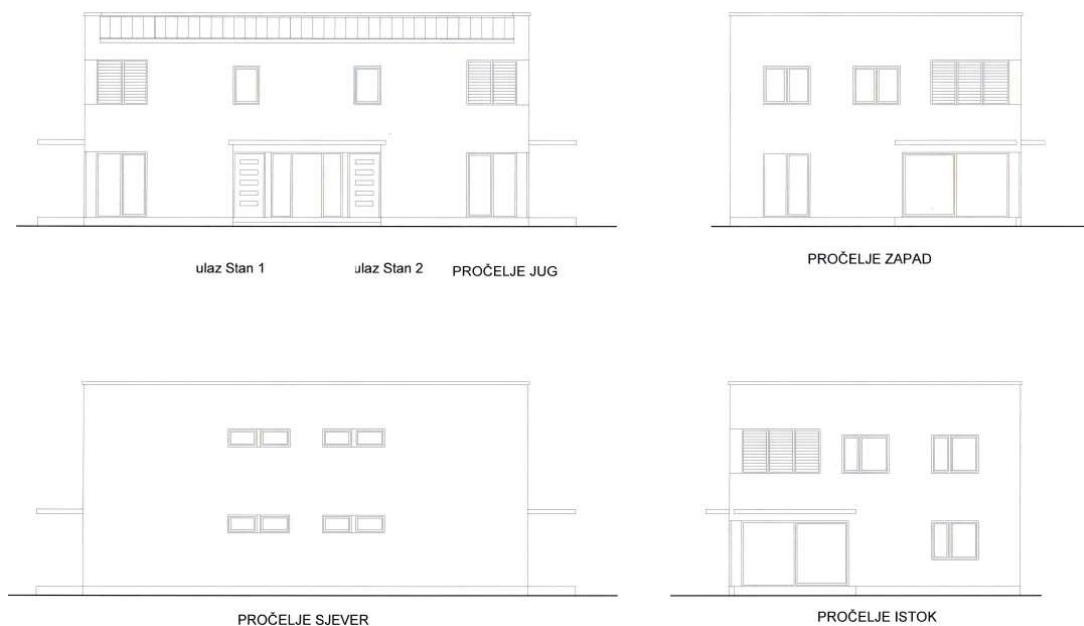 ulaz Stan 1
ulaz Stan 2
PROČELJE JUG
PROČELJE ZAPAD
PROČELJE SJEVER
PROČELJE ISTOK